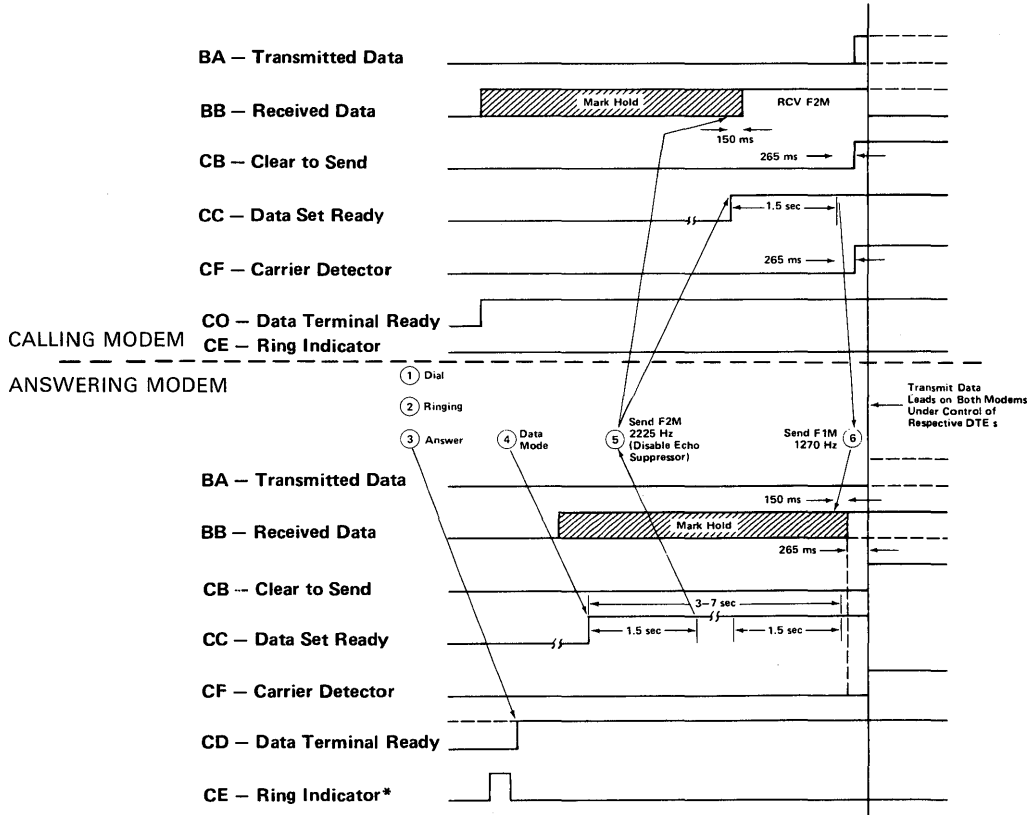 BA — Transmitted Data
BB — Received Data
Mark Hold
RCV F2M
150 ms
CB — Clear to Send
265 ms
CC — Data Set Ready
1.5 sec
CF — Carrier Detector
265 ms
CO — Data Terminal Ready
CALLING MODEM
CE — Ring Indicator
ANSWERING MODEM
1 Dial
2 Ringing
3 Answer
4 Data
Mode
5 Send F2M
2225 Hz
(Disable Echo
Suppressor)
Send F1M
1270 Hz
6
Transmit Data
Leads on Both Modems
Under Control of
Respective DTE s
BA — Transmitted Data
150 ms
BB — Received Data
Mark Hold
265 ms
CB -- Clear to Send
3–7 sec
CC — Data Set Ready
1.5 sec
1.5 sec
CF — Carrier Detector
CD — Data Terminal Ready
CE — Ring Indicator*